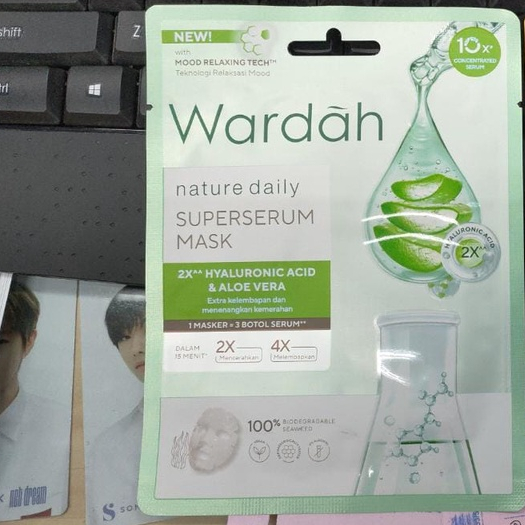 shift
Z
ctrl
NEW!
with
MOOD RELAXING TECH™
Teknologi Relaksasi Mood
10x*
CONCENTRATED
SERUM
Wardah
nature daily
SUPERSERUM
MASK
HYALURONIC ACID
2X^^
2X^^ HYALURONIC ACID
& ALOE VERA
Extra kelembapan dan
menenangkan kemerahan
1 MASKER = 3 BOTOL SERUM**
DALAM
15 MENIT
2X
Mencerahkan
4X
Melembapkan
100% BIODEGRADABLE
SEAWEED
nct dream